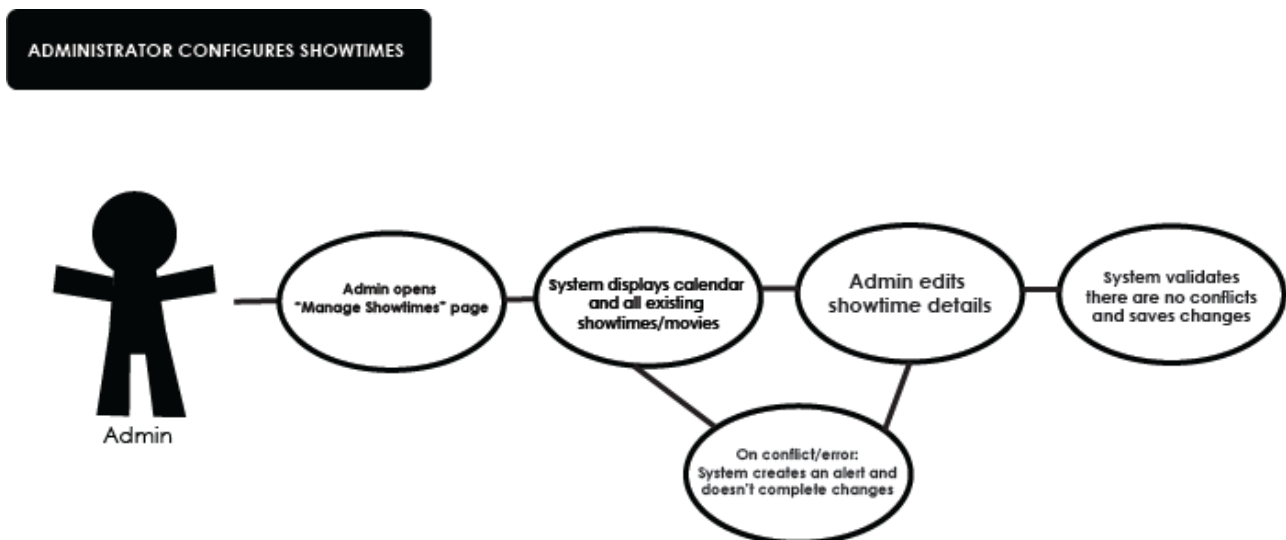 ADMINISTRATOR CONFIGURES SHOWTIMES
Admin opens
“Manage Showtimes” page
System displays calendar
and all existing
showtimes/movies
Admin edits
showtime details
System validates
there are no conflicts
and saves changes
Admin
On conflict/error:
System creates an alert and
doesn’t complete changes